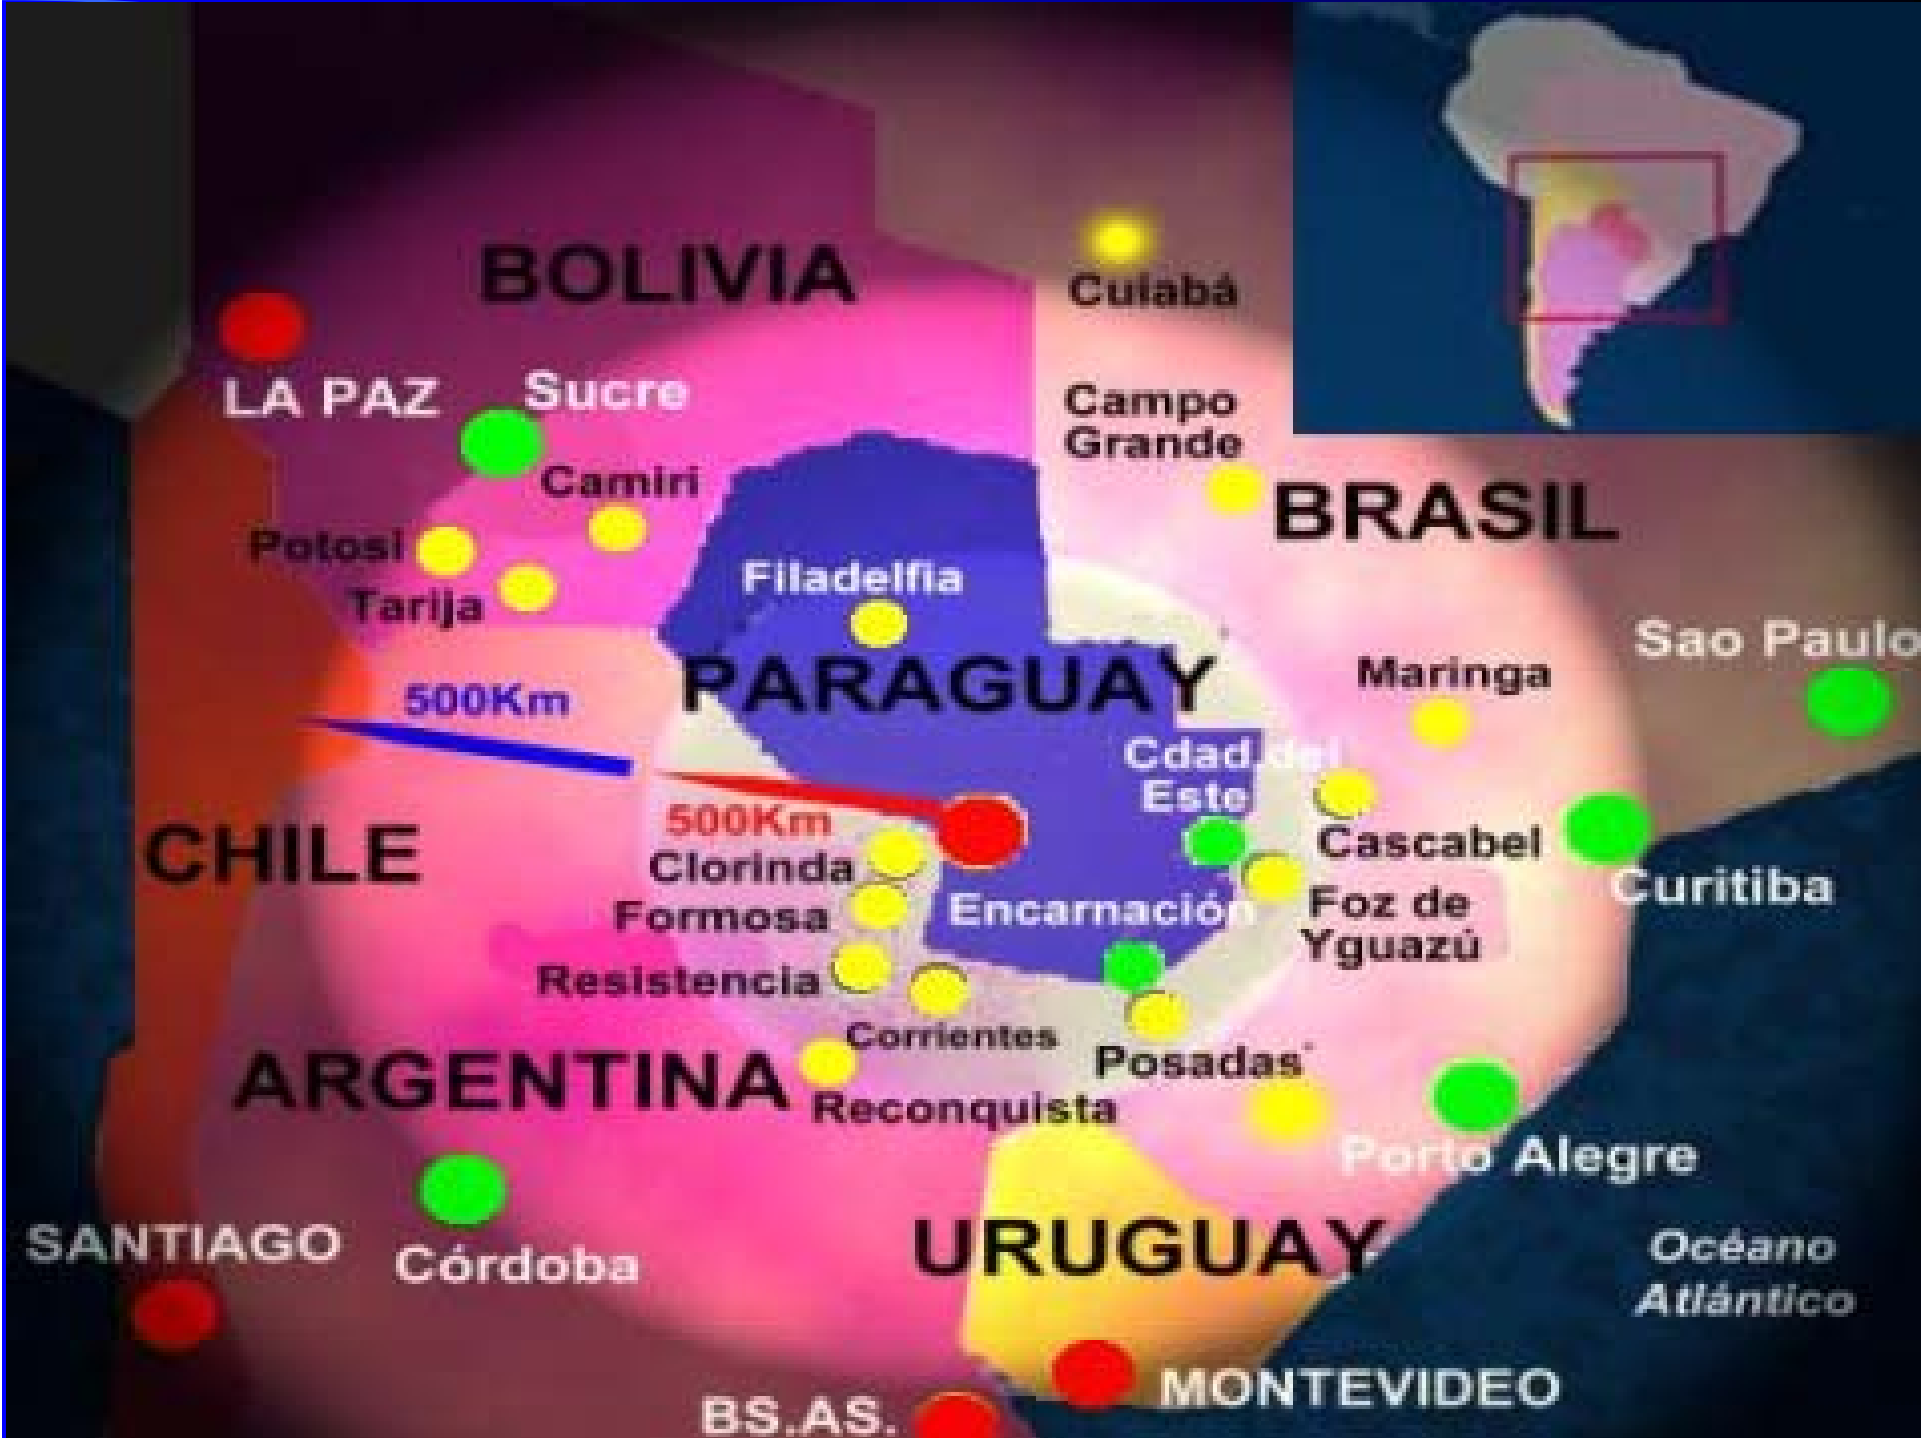 BOLIVIA
Cuiabá
LA PAZ
Sucre
Campo
Grande
Camiri
BRASIL
Potosi
Tarija
Filadelfia
Sao Paulo
PARAGUAY
Maringa
500Km
Cdad.del
Este
500Km
CHILE
Clorinda
Cascabel
Curitiba
Formosa
Encarnación
Foz de
Yguazú
Resistencia
Corrientes
Posadas
ARGENTINA
Reconquista
Porto Alegre
SANTIAGO
Córdoba
URUGUAY
Océano
Atlántico
MONTEVIDEO
BS.AS.